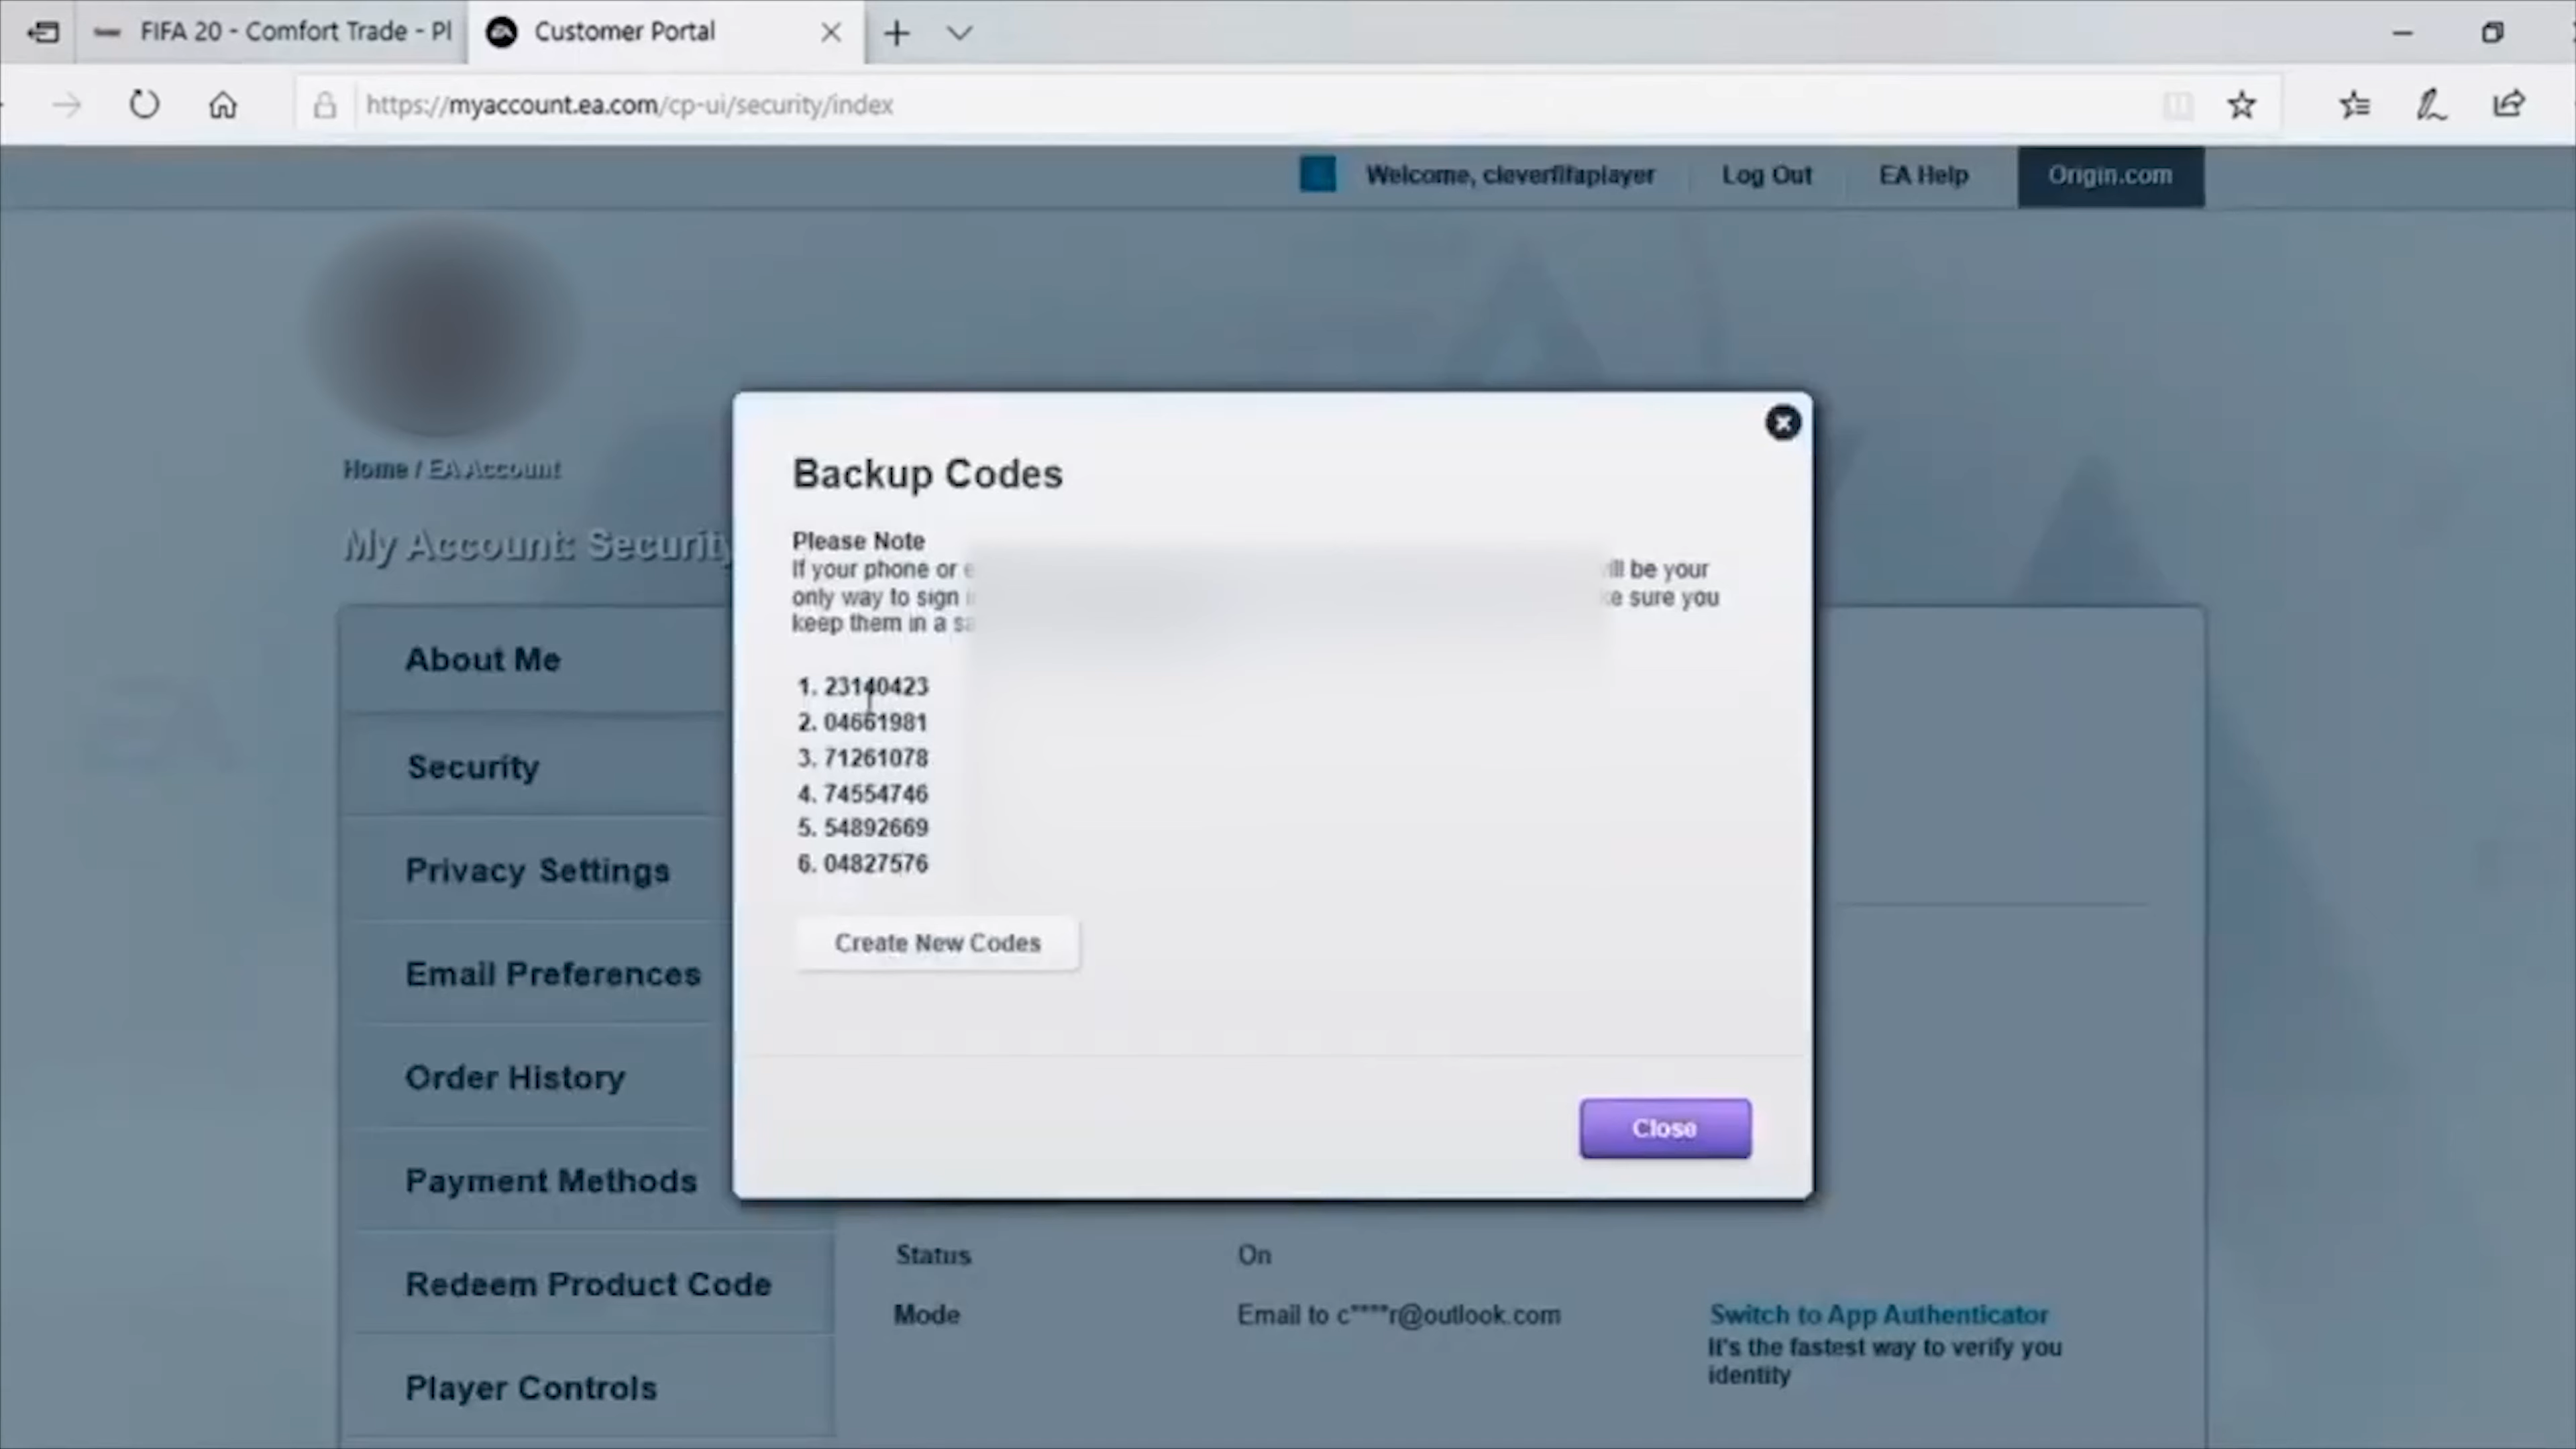 FIFA 20 - Comfort Trade - Pl
Customer Portal
https://myaccount.ea.com/cp-ui/security/index
Welcome, cleverfifaplayer
Log Out
EA Help
Origin.com
Home / EA Account
My Account: Security
About Me
Security
Privacy Settings
Email Preferences
Order History
Payment Methods
Redeem Product Code
Player Controls
Backup Codes
Please Note
If your phone or will be your
only way to sign sure you
keep them in a
1. 23140423
2. 04661981
3. 71261078
4. 74554746
5. 54892669
6. 04827576
Create New Codes
Close
Status On
Mode Email to c****r@outlook.com Switch to App Authenticator
It's the fastest way to verify you
identity